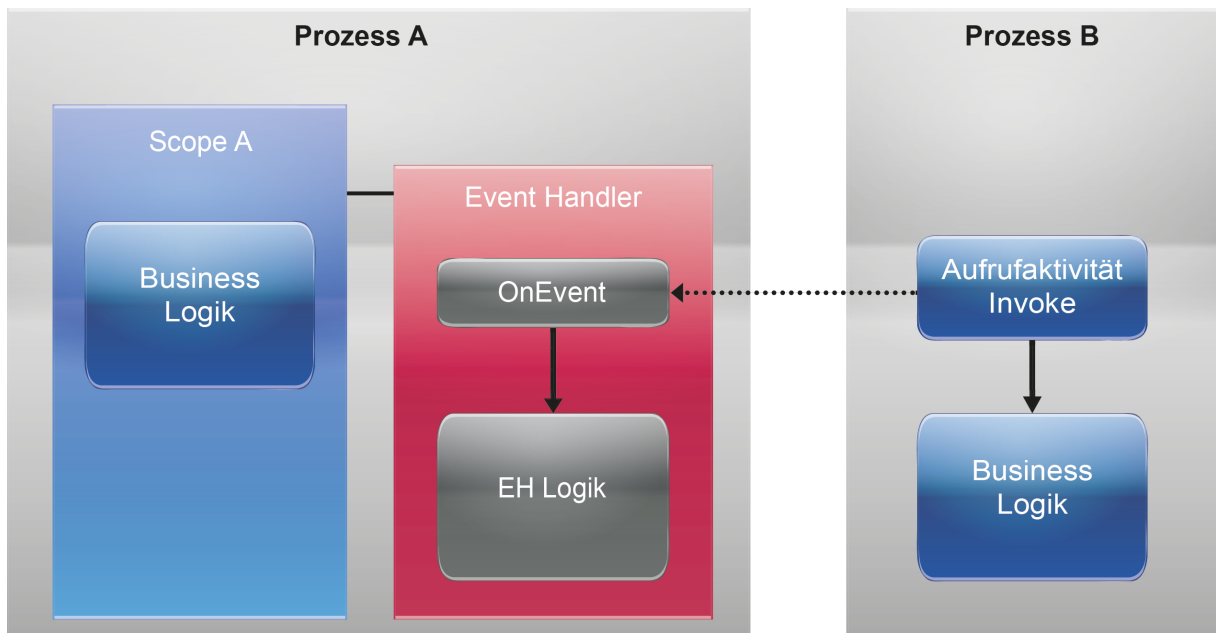 Prozess A
Scope A
Business
Logik
Event Handler
OnEvent
EH Logik
Prozess B
Aufrufaktivität
Invoke
Business
Logik